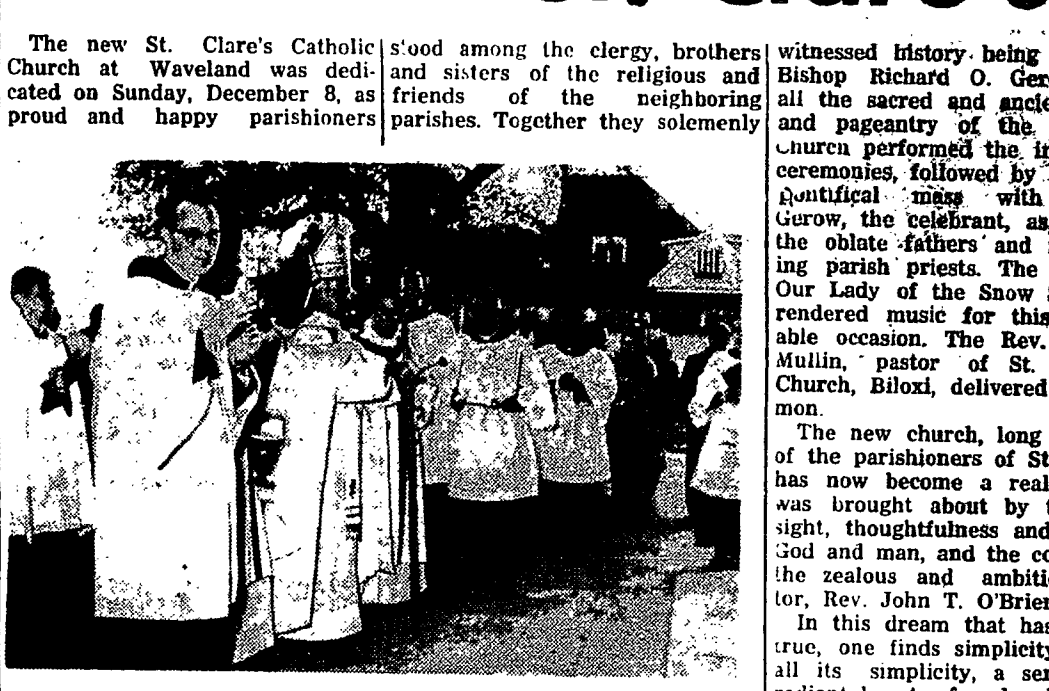 The new St. Clare's Catholic
Church at Waveland was dedi-
cated on Sunday, December 8, as
proud and happy parishioners
stood among the clergy, brothers
and sisters of the religious and
friends of the neighboring
parishes. Together they solemenly
witnessed history being
Bishop Richard O. Ger
all the sacred and ancie
and pageantry of the
Church performed the
ceremonies, followed by
pontifical mass with
Gerow, the celebrant, as
the oblate fathers and
ing parish priests. The
Our Lady of the Snow
rendered music for this
able occasion. The Rev.
Mullin, pastor of St.
Church, Biloxi, delivered
mon.
The new church, long
of the parishioners of St
has now become a real
was brought about by
sight, thoughtfulness and
God and man, and the co
the zealous and ambiti
tor, Rev. John T. O'Brien
In this dream that has
true, one finds simplicity
all its simplicity, a se